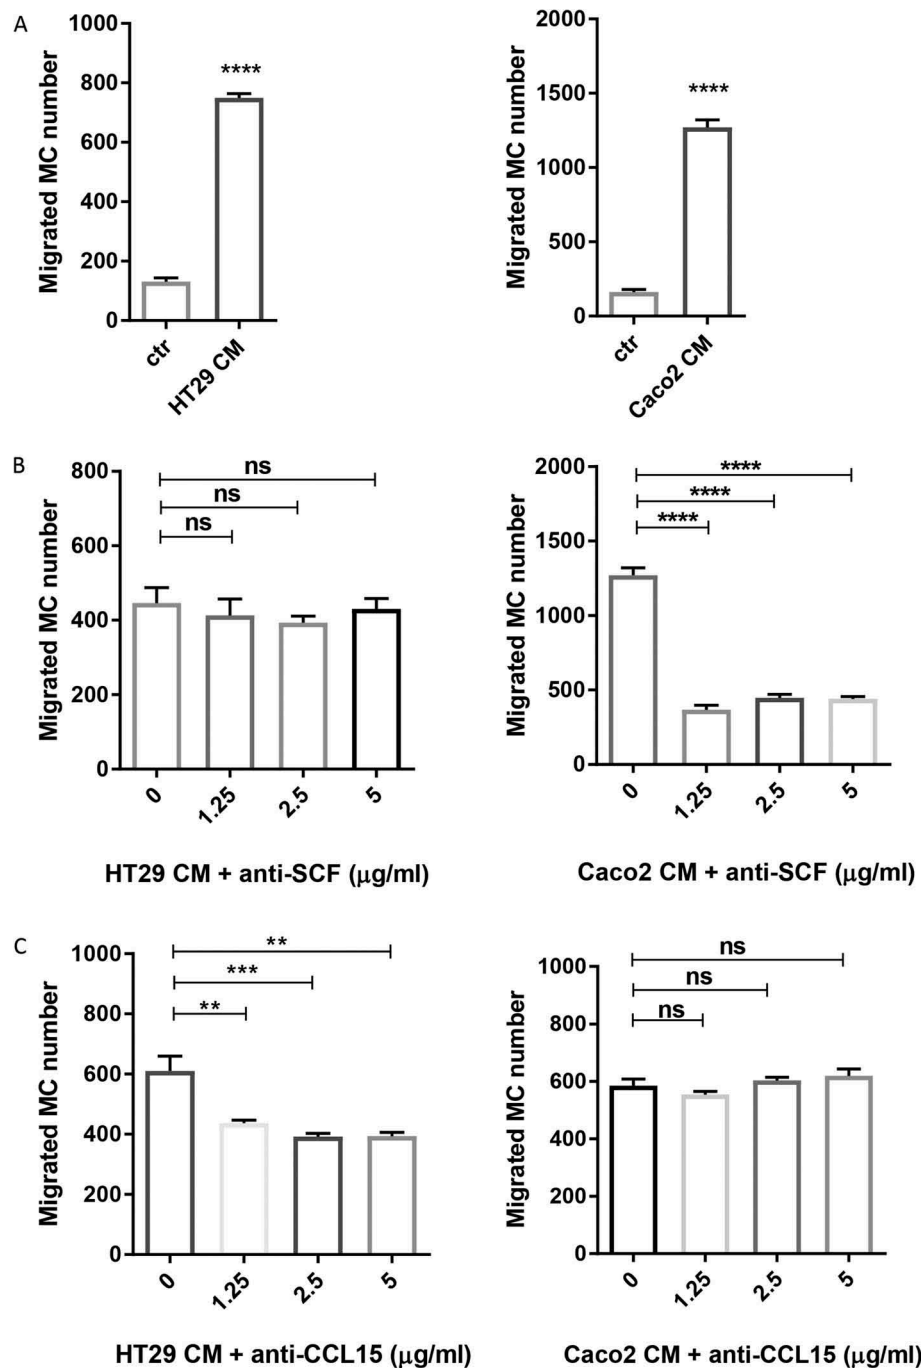 A
Migrated MC number
1000
800
600
400
200
0
****
ctr
HT29 CM
Migrated MC number
2000
1500
1000
500
0
****
ctr
Caco2 CM
B
Migrated MC number
800
600
400
200
0
ns
ns
ns
0
1.25
2.5
5
HT29 CM + anti-SCF (μg/ml)
Migrated MC number
2000
1500
1000
500
0
****
****
****
0
1.25
2.5
5
Caco2 CM + anti-SCF (μg/ml)
C
Migrated MC number
1000
800
600
400
200
0
**
***
**
0
1.25
2.5
5
HT29 CM + anti-CCL15 (μg/ml)
Migrated MC number
1000
800
600
400
200
0
ns
ns
ns
0
1.25
2.5
5
Caco2 CM + anti-CCL15 (μg/ml)